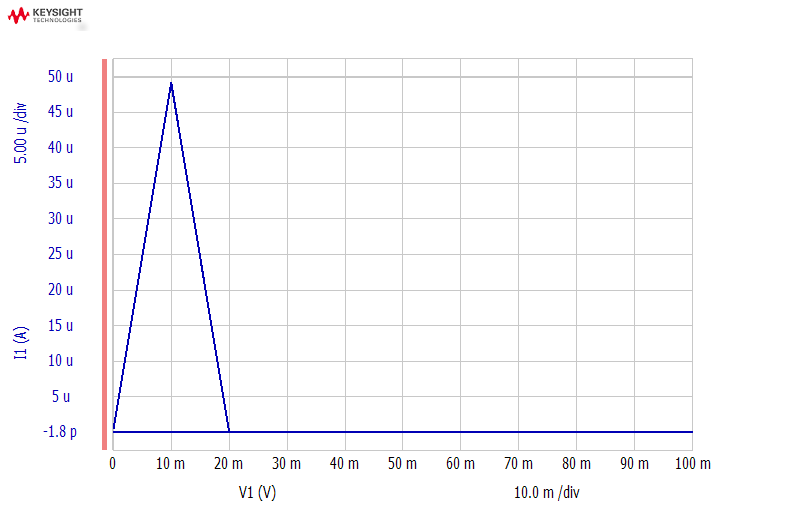 KEYSIGHT
TECHNOLOGIES
50 u
45 u
40 u
35 u
30 u
25 u
20 u
15 u
10 u
5 u
-1.8 p
5.00 u /div
I1 (A)
0 10 m 20 m 30 m 40 m 50 m 60 m 70 m 80 m 90 m 100 m
V1 (V) 10.0 m /div